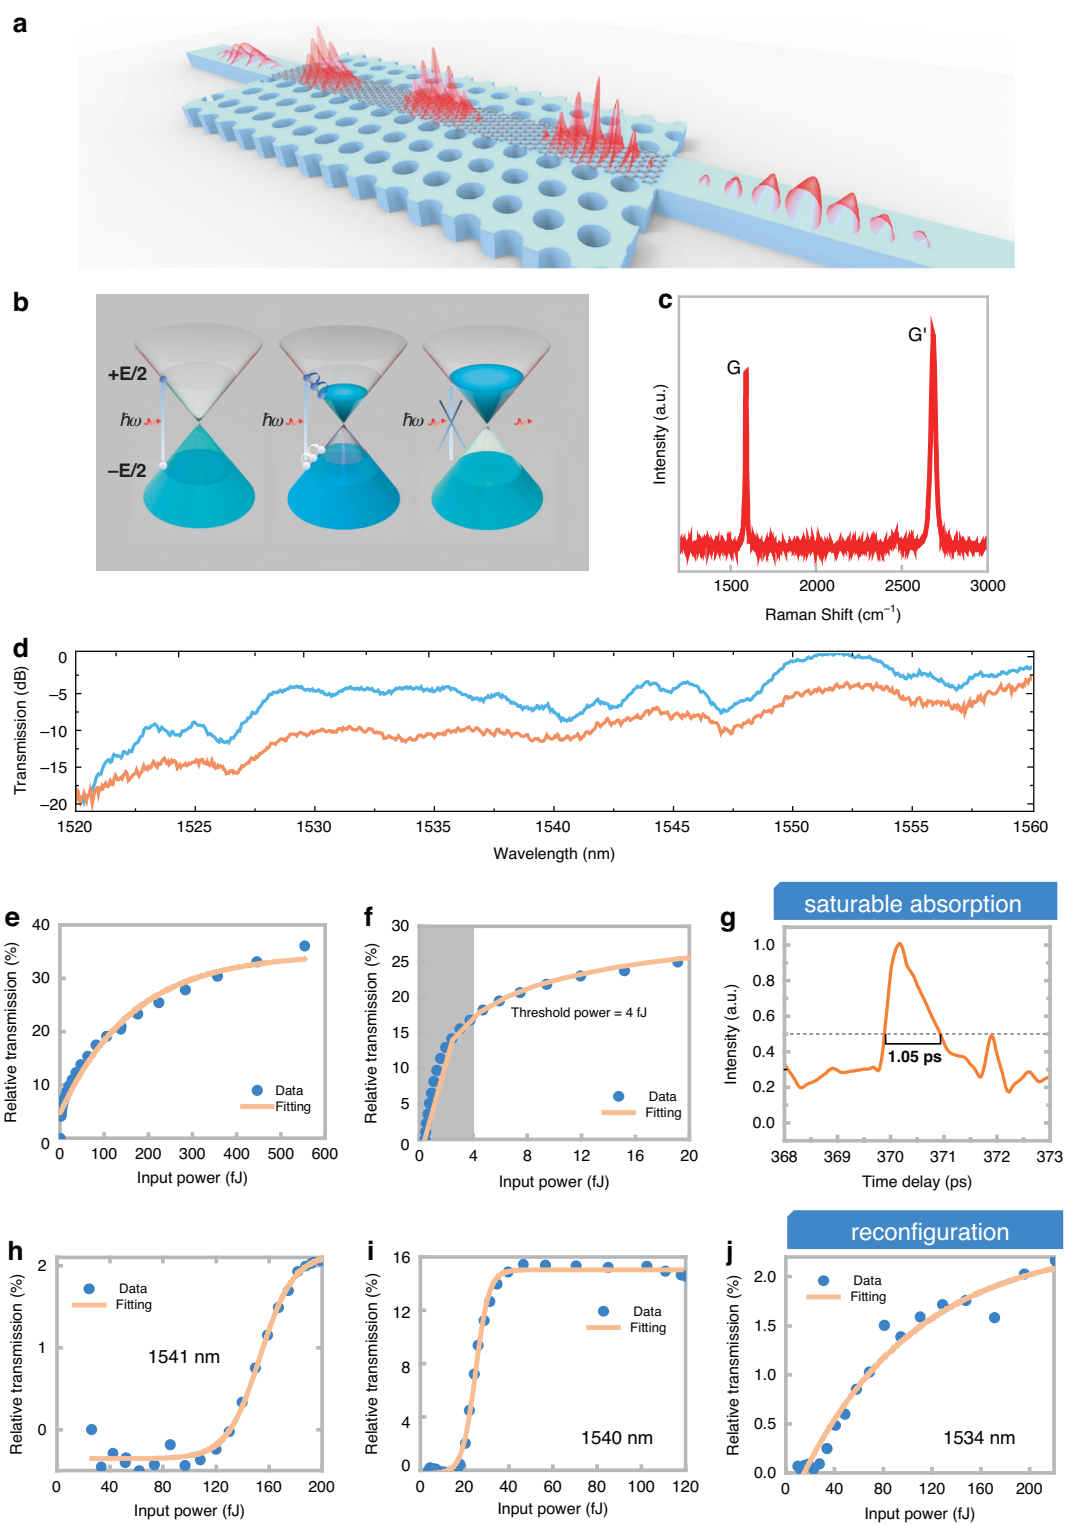 a
b
+E/2
ħω
ħω
ħω
−E/2
c
G
G'
Intensity (a.u.)
1500
2000
2500
3000
Raman Shift (cm−1)
d
Transmission (dB)
0
−5
−10
−15
−20
1520
1525
1530
1535
1540
1545
1550
1555
1560
Wavelength (nm)
e
Relative transmission (%)
40
30
20
10
0
Data
Fitting
0
100
200
300
400
500
600
Input power (fJ)
f
Relative transmission (%)
30
25
20
15
10
5
0
Threshold power = 4 fJ
Data
Fitting
0
4
8
12
16
20
Input power (fJ)
saturable absorption
g
Intensity (a.u.)
1.0
0.8
0.6
0.4
0.2
0.0
1.05 ps
368
369
370
371
372
373
Time delay (ps)
h
Relative transmission (%)
2
1
0
Data
Fitting
1541 nm
0
40
80
120
160
200
Input power (fJ)
i
Relative transmission (%)
16
12
8
4
0
Data
Fitting
1540 nm
0
20
40
60
80
100
120
Input power (fJ)
reconfiguration
j
Relative transmission (%)
2.0
1.5
1.0
0.5
0.0
Data
Fitting
1534 nm
0
40
80
120
160
200
Input power (fJ)